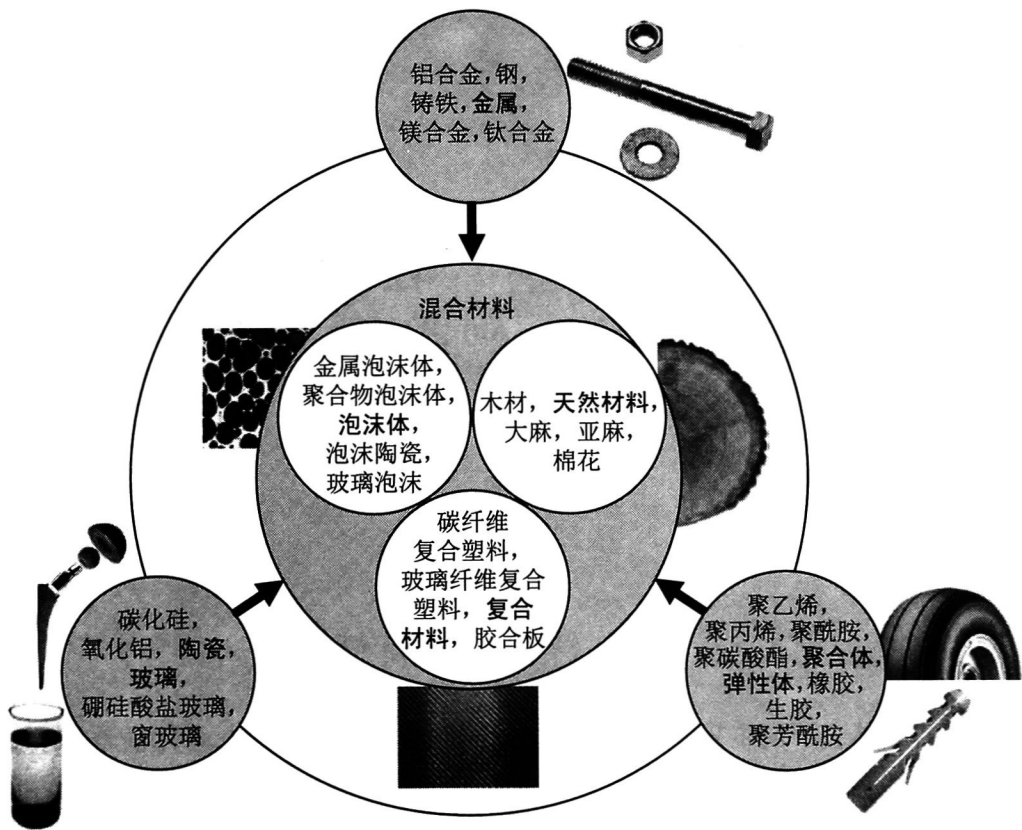 铝合金,钢,
铸铁,金属,
镁合金,钛合金
混合材料
金属泡沫体,
聚合物泡沫体,
泡沫体,
泡沫陶瓷,
玻璃泡沫
木材,天然材料,
大麻,亚麻,
棉花
碳纤维
复合塑料,
玻璃纤维复合
塑料,复合
材料,胶合板
碳化硅,
氧化铝,陶瓷,
玻璃,
硼硅酸盐玻璃,
窗玻璃
聚乙烯,
聚丙烯,聚酰胺,
聚碳酸酯,聚合体,
弹性体,橡胶,
生胶,
聚芳酰胺